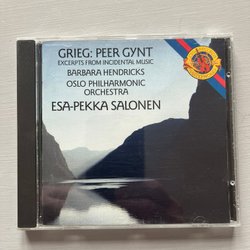 GRIEG: PEER GYNT
EXCERPTS FROM INCIDENTAL MUSIC
BARBARA HENDRICKS
OSLO PHILHARMONIC
ORCHESTRA
ESA-PEKKA SALONEN